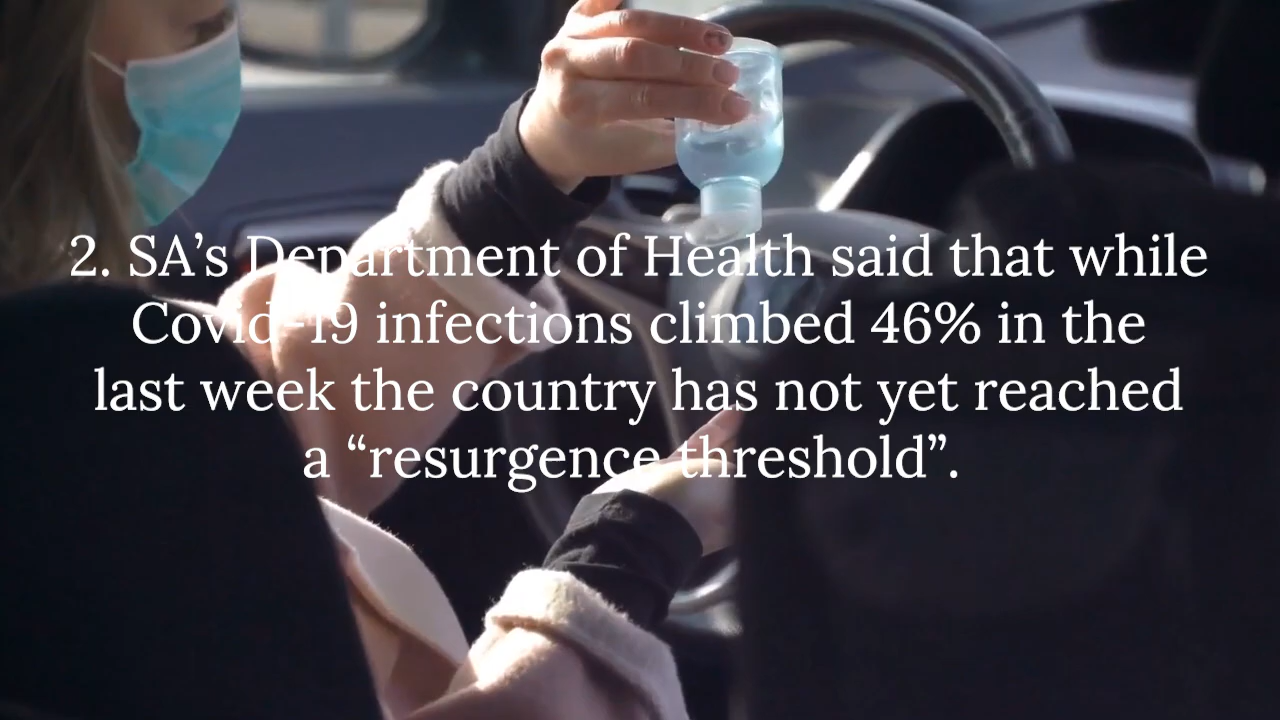 2. SA’s Department of Health said that while
Covid-19 infections climbed 46% in the
last week the country has not yet reached
a “resurgence threshold”.